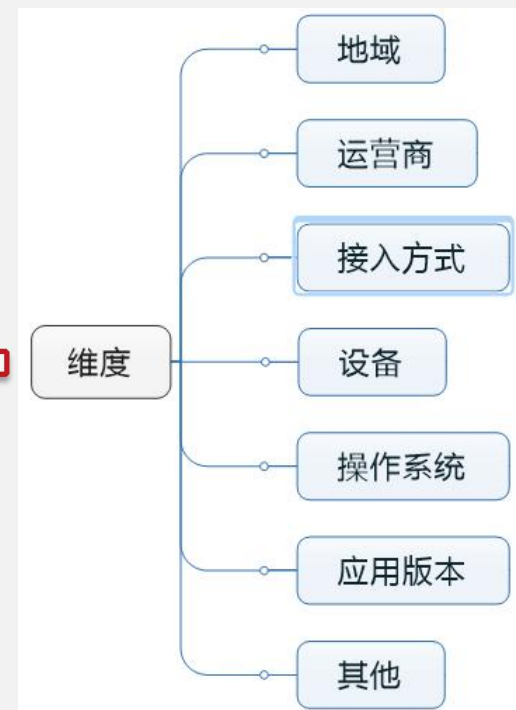 地域
运营商
接入方式
维度
设备
操作系统
应用版本
其他